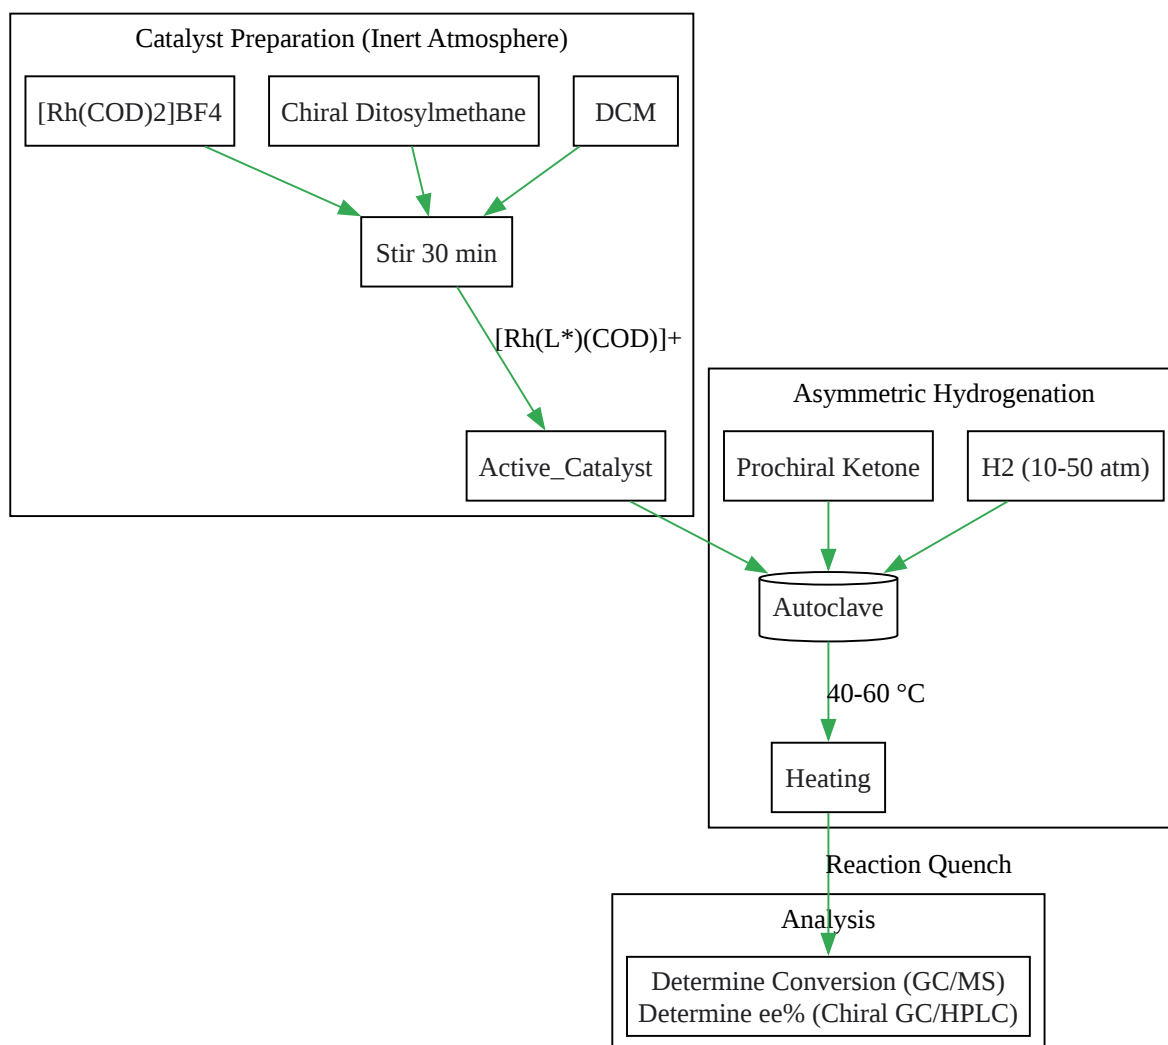 Catalyst Preparation (Inert Atmosphere)
[Rh(COD)2]BF4
Chiral Ditosylmethane
DCM
Stir 30 min
[Rh(L*)(COD)]+
Active_Catalyst
Asymmetric Hydrogenation
Prochiral Ketone
H2 (10-50 atm)
Autoclave
40-60 °C
Heating
Reaction Quench
Analysis
Determine Conversion (GC/MS)
Determine ee% (Chiral GC/HPLC)